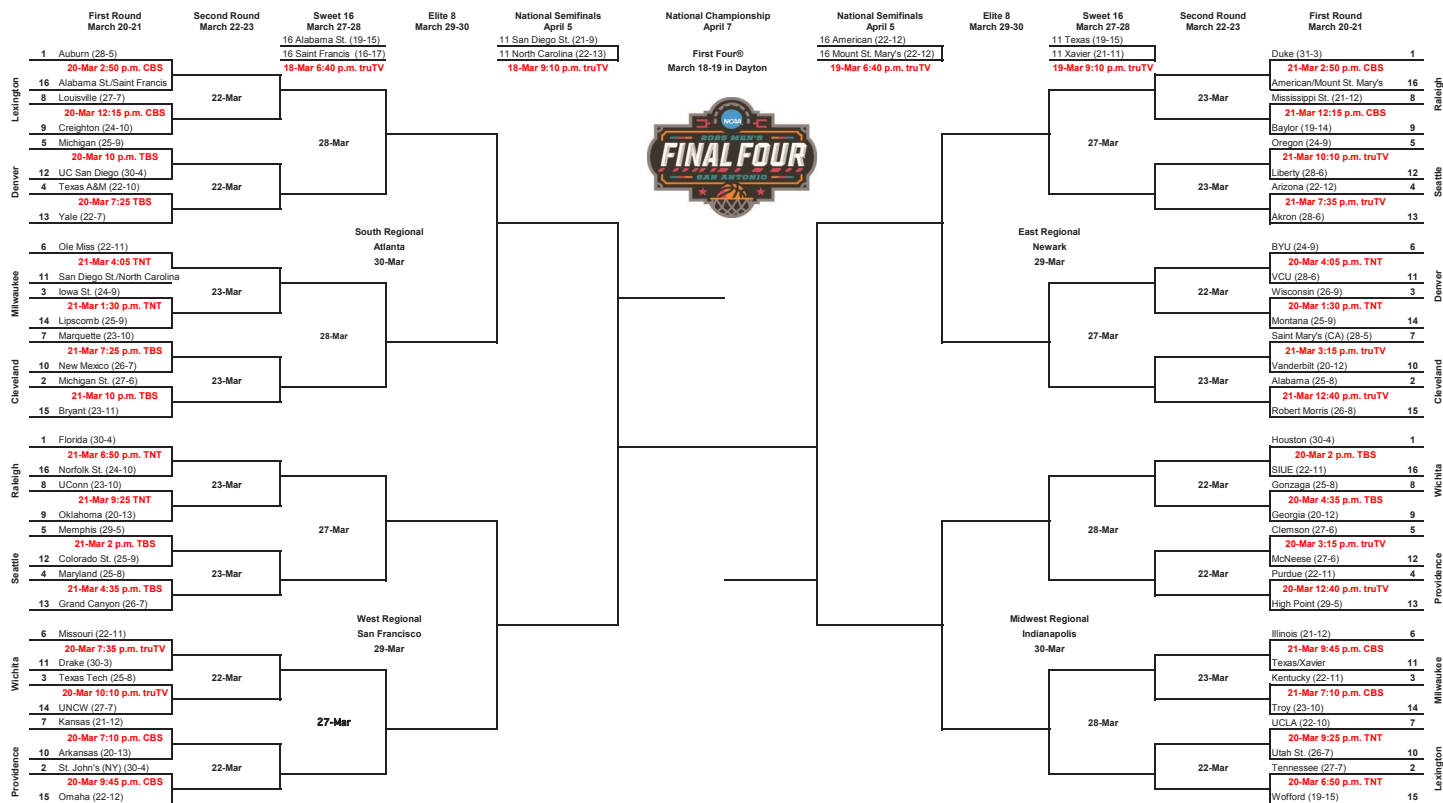 First Round
March 20-21
Second Round
March 22-23
Sweet 16
March 27-28
Elite 8
March 29-30
National Semifinals
April 5
National Championship
April 7
National Semifinals
April 5
Elite 8
March 29-30
Sweet 16
March 27-28
Second Round
March 22-23
First Round
March 20-21
16 Alabama St. (19-15)
16 Saint Francis (16-17)
18-Mar 6:40 p.m. truTV
11 San Diego St. (21-9)
11 North Carolina (22-13)
18-Mar 9:10 p.m. truTV
First Four®
March 18-19 in Dayton
16 American (22-12)
16 Mount St. Mary's (22-12)
19-Mar 6:40 p.m. truTV
11 Texas (19-15)
11 Xavier (21-11)
19-Mar 9:10 p.m. truTV
NCAA
2025 MEN'S
FINAL FOUR
SAN ANTONIO
Lexington
1 Auburn (28-5)
20-Mar 2:50 p.m. CBS
16 Alabama St./Saint Francis
22-Mar
8 Louisville (27-7)
20-Mar 12:15 p.m. CBS
9 Creighton (24-10)
28-Mar
Denver
5 Michigan (25-9)
20-Mar 10 p.m. TBS
12 UC San Diego (30-4)
22-Mar
4 Texas A&M (22-10)
20-Mar 7:25 TBS
13 Yale (22-7)
South Regional
Atlanta
30-Mar
Milwaukee
6 Ole Miss (22-11)
21-Mar 4:05 TNT
11 San Diego St./North Carolina
23-Mar
3 Iowa St. (24-9)
21-Mar 1:30 p.m. TNT
14 Lipscomb (25-9)
28-Mar
Cleveland
7 Marquette (23-10)
21-Mar 7:25 p.m. TBS
10 New Mexico (26-7)
23-Mar
2 Michigan St. (27-6)
21-Mar 10 p.m. TBS
15 Bryant (23-11)
Raleigh
1 Florida (30-4)
21-Mar 6:50 p.m. TNT
16 Norfolk St. (24-10)
23-Mar
8 UConn (23-10)
21-Mar 9:25 TNT
9 Oklahoma (20-13)
27-Mar
Seattle
5 Memphis (29-5)
21-Mar 2 p.m. TBS
12 Colorado St. (25-9)
23-Mar
4 Maryland (25-8)
21-Mar 4:35 p.m. TBS
13 Grand Canyon (26-7)
West Regional
San Francisco
29-Mar
Wichita
6 Missouri (22-11)
20-Mar 7:35 p.m. truTV
11 Drake (30-3)
22-Mar
3 Texas Tech (25-8)
20-Mar 10:10 p.m. truTV
14 UNCW (27-7)
27-Mar
Providence
7 Kansas (21-12)
20-Mar 7:10 p.m. CBS
10 Arkansas (20-13)
22-Mar
2 St. John's (NY) (30-4)
20-Mar 9:45 p.m. CBS
15 Omaha (22-12)
Duke (31-3) 1
21-Mar 2:50 p.m. CBS
American/Mount St. Mary's 16
23-Mar
Mississippi St. (21-12) 8
21-Mar 12:15 p.m. CBS
Baylor (19-14) 9
Raleigh
27-Mar
Oregon (24-9) 5
21-Mar 10:10 p.m. truTV
Liberty (28-6) 12
23-Mar
Arizona (22-12) 4
21-Mar 7:35 p.m. truTV
Akron (28-6) 13
Seattle
East Regional
Newark
29-Mar
BYU (24-9) 6
20-Mar 4:05 p.m. TNT
VCU (28-6) 11
22-Mar
Wisconsin (26-9) 3
20-Mar 1:30 p.m. TNT
Montana (25-9) 14
Denver
27-Mar
Saint Mary's (CA) (28-5) 7
21-Mar 3:15 p.m. truTV
Vanderbilt (20-12) 10
23-Mar
Alabama (25-8) 2
21-Mar 12:40 p.m. truTV
Robert Morris (26-8) 15
Cleveland
Houston (30-4) 1
20-Mar 2 p.m. TBS
SIUE (22-11) 16
22-Mar
Gonzaga (25-8) 8
20-Mar 4:35 p.m. TBS
Georgia (20-12) 9
Wichita
28-Mar
Clemson (27-6) 5
20-Mar 3:15 p.m. truTV
McNeese (27-6) 12
22-Mar
Purdue (22-11) 4
20-Mar 12:40 p.m. truTV
High Point (29-5) 13
Providence
Midwest Regional
Indianapolis
30-Mar
Illinois (21-12) 6
21-Mar 9:45 p.m. CBS
Texas/Xavier 11
23-Mar
Kentucky (22-11) 3
21-Mar 7:10 p.m. CBS
Troy (23-10) 14
Milwaukee
28-Mar
UCLA (22-10) 7
20-Mar 9:25 p.m. TNT
Utah St. (26-7) 10
22-Mar
Tennessee (27-7) 2
20-Mar 6:50 p.m. TNT
Wofford (19-15) 15
Lexington